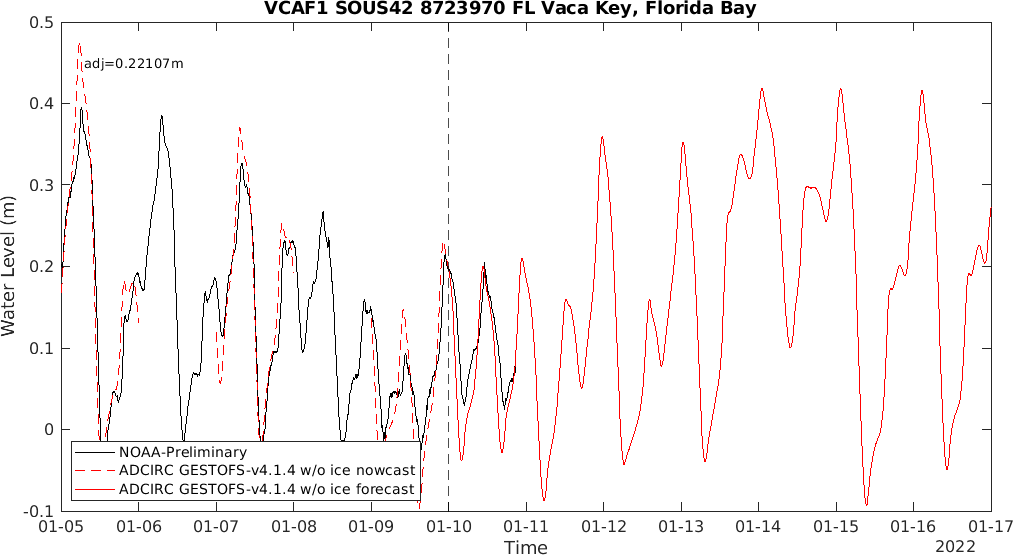 VCAF1 SOUS42 8723970 FL Vaca Key, Florida Bay
0.5
adj=0.22107m
0.4
0.3
0.2
0.1
0
-0.1
Water Level (m)
NOAA-Preliminary
ADCIRC GESTOFS-v4.1.4 w/o ice nowcast
ADCIRC GESTOFS-v4.1.4 w/o ice forecast
01-05 01-06 01-07 01-08 01-09 01-10 01-11 01-12 01-13 01-14 01-15 01-16 01-17
Time
2022